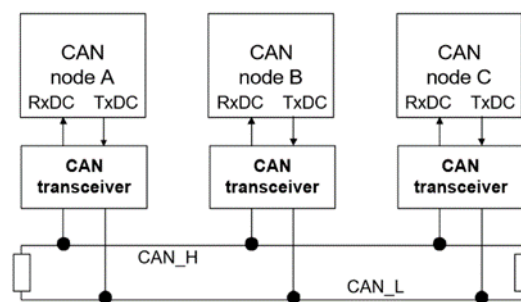 CAN
node A
RxDC TxDC
CAN
node B
RxDC TxDC
CAN
node C
RxDC TxDC
CAN
transceiver
CAN
transceiver
CAN
transceiver
CAN_H
CAN_L